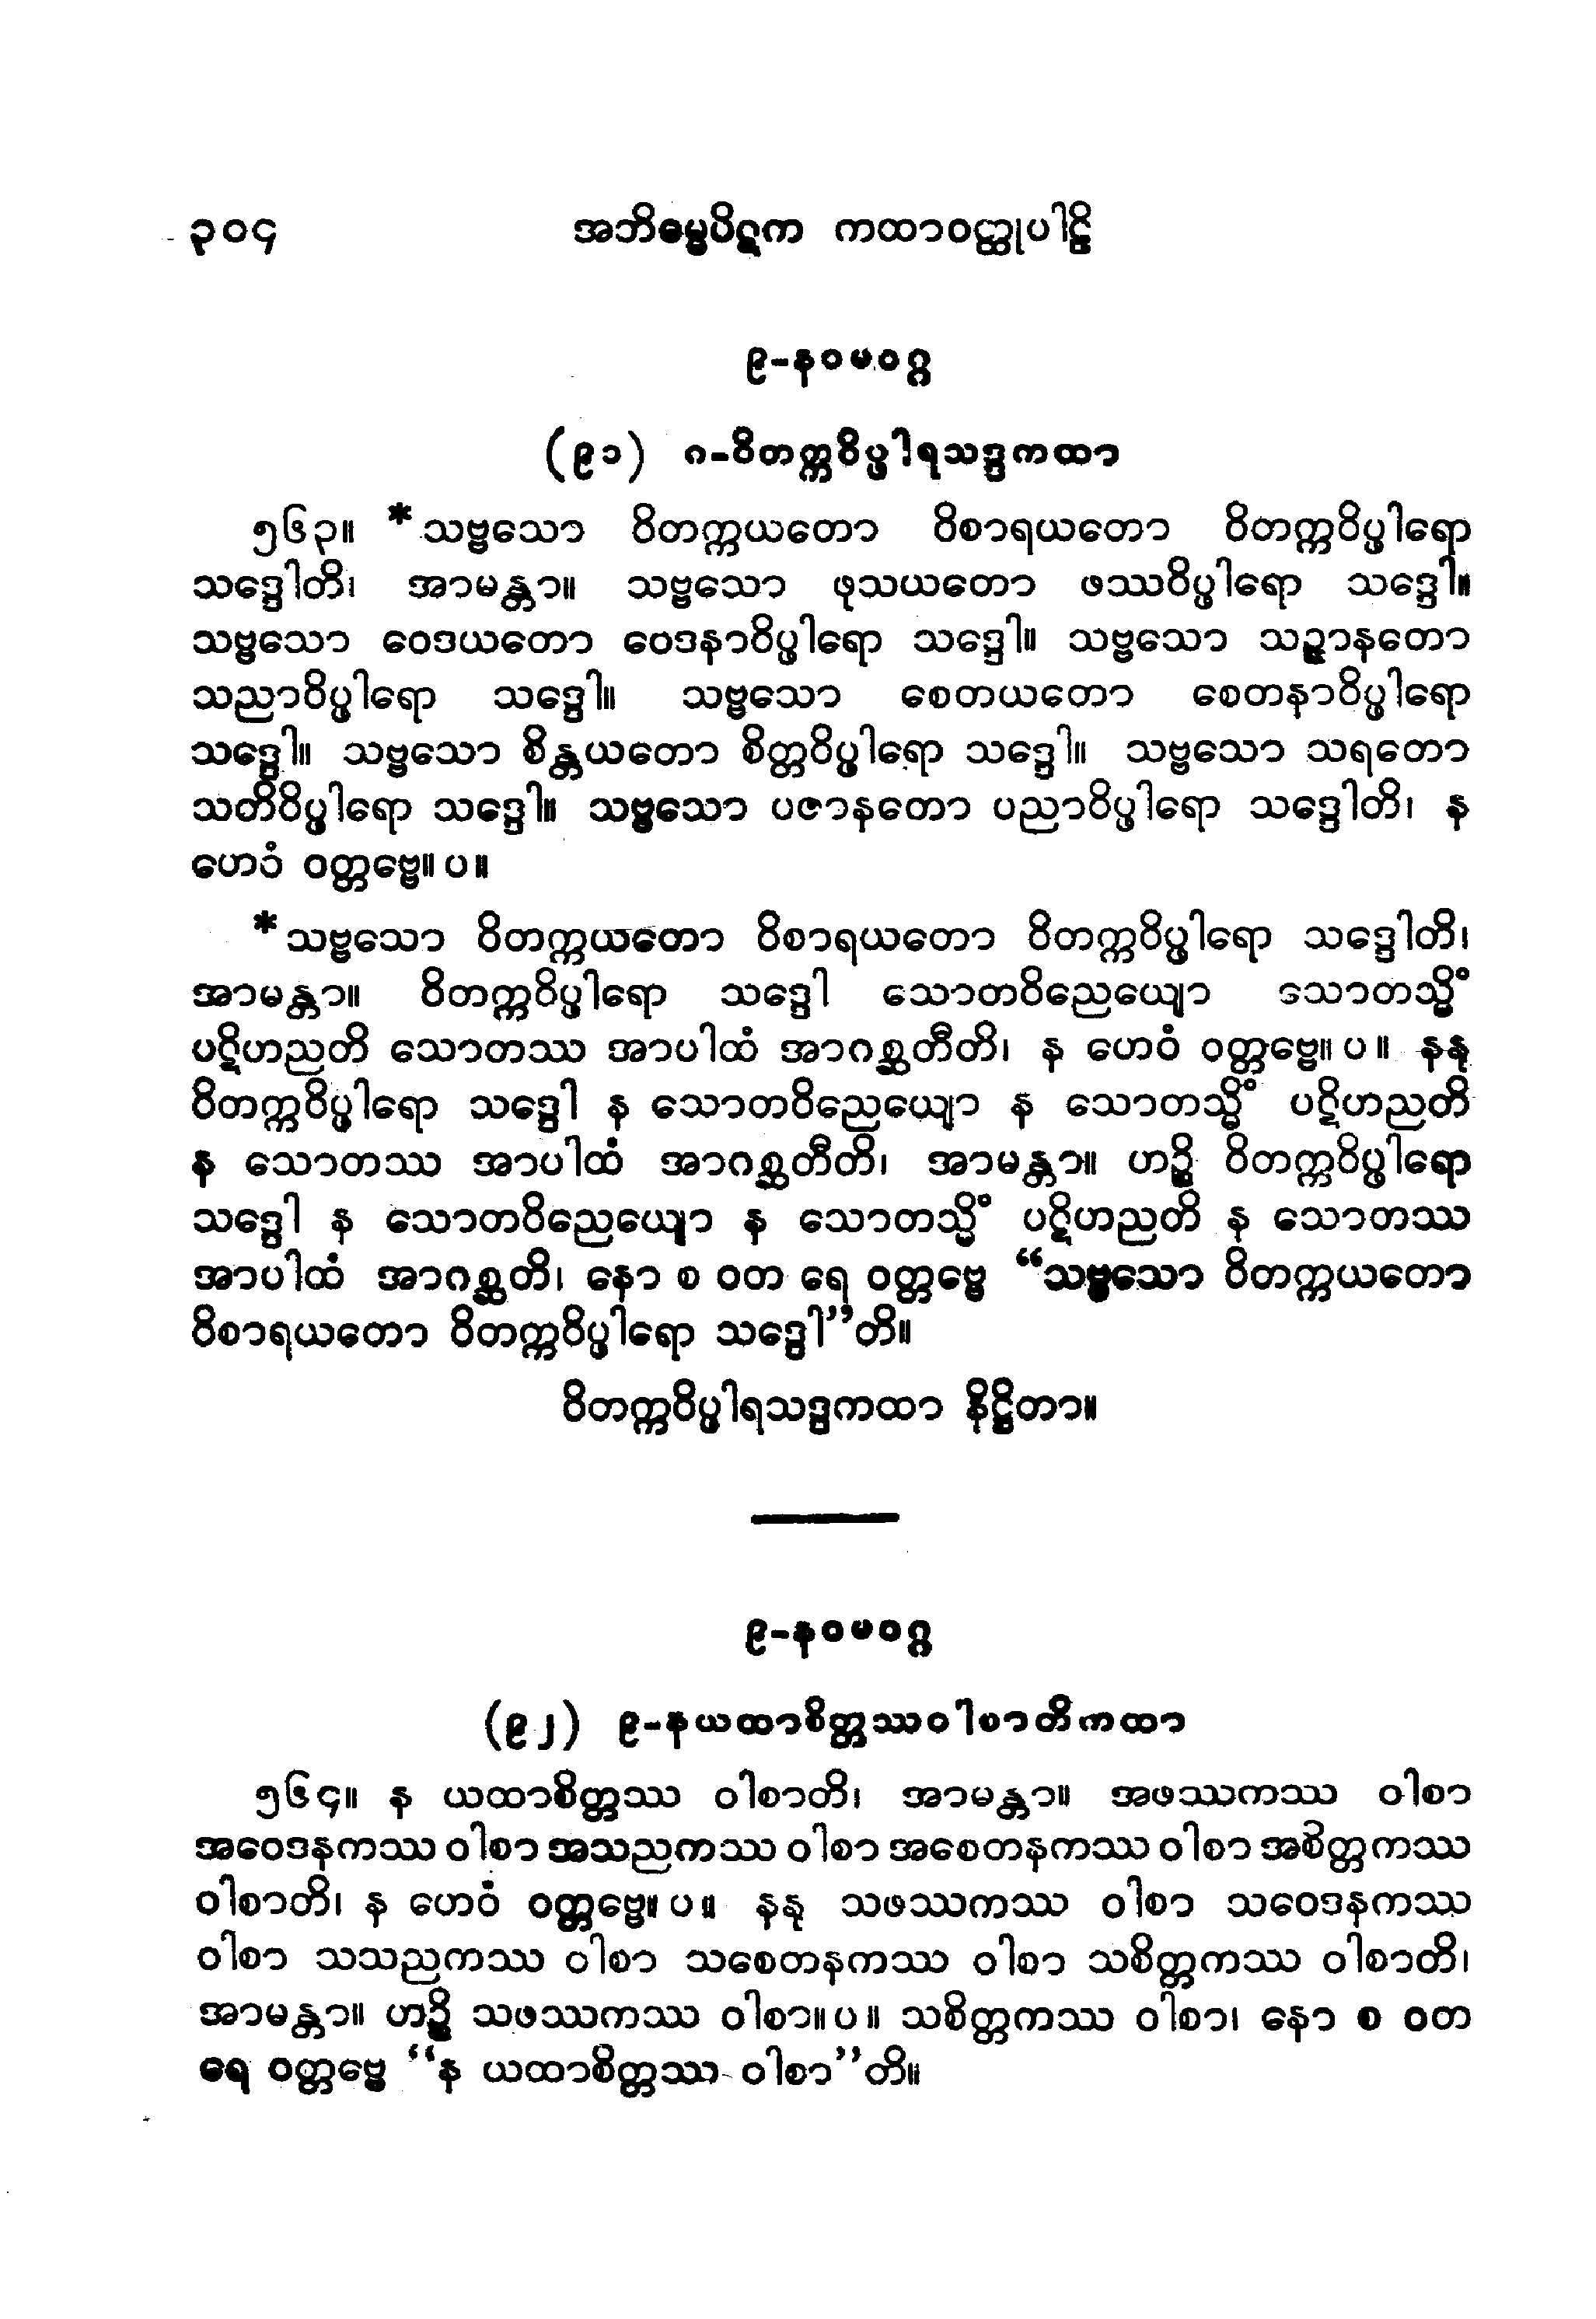 ၃၀၄ အဘိဓမ္မပိဋက ကထာဝတ္ထုပါဠိ
၉-နဝမဝဂ္ဂ
(၉၁) ဂ-ဝိတက္ကဝိပ္ဖါရသဒ္ဒကထာ
၅၆၃။ *သဗ္ဗသော ဝိတက္ကယတော ဝိစာရယတော ဝိတက္ကဝိပ္ဖါရော
သဒ္ဒေါတိ၊ အာမန္တာ။ သဗ္ဗသော ဖုသယတော ဖဿဝိပ္ဖါရော သဒ္ဒေါ။
သဗ္ဗသော ဝေဒယတော ဝေဒနာဝိပ္ဖါရော သဒ္ဒေါ။ သဗ္ဗသော သဉ္ဇာနတော
သညာဝိပ္ဖါရော သဒ္ဒေါ။ သဗ္ဗသော စေတယတော စေတနာဝိပ္ဖါရော
သဒ္ဒေါ။ သဗ္ဗသော စိန္တယတော စိတ္တဝိပ္ဖါရော သဒ္ဒေါ။ သဗ္ဗသော သရတော
သတိဝိပ္ဖါရော သဒ္ဒေါ။ သဗ္ဗသော ပဇာနတော ပညာဝိပ္ဖါရော သဒ္ဒေါတိ၊ န
ဟေဝံ ဝတ္တဗ္ဗေ။ ပ။
*သဗ္ဗသော ဝိတက္ကယတော ဝိစာရယတော ဝိတက္ကဝိပ္ဖါရော သဒ္ဒေါတိ၊
အာမန္တာ။ ဝိတက္ကဝိပ္ဖါရော သဒ္ဒေါ သောတဝိညေယျော သောတသ္မိံ
ပဋိဟညတိ သောတဿ အာပါထံ အာဂစ္ဆတီတိ၊ န ဟေဝံ ဝတ္တဗ္ဗေ။ ပ။ နနု
ဝိတက္ကဝိပ္ဖါရော သဒ္ဒေါ န သောတဝိညေယျော န သောတသ္မိံ ပဋိဟညတိ
န သောတဿ အာပါထံ အာဂစ္ဆတီတိ၊ အာမန္တာ။ ဟဉ္စိ ဝိတက္ကဝိပ္ဖါရော
သဒ္ဒေါ န သောတဝိညေယျော န သောတသ္မိံ ပဋိဟညတိ န သောတဿ
အာပါထံ အာဂစ္ဆတိ၊ နော စ ဝတ ရေ ဝတ္တဗ္ဗေ “သဗ္ဗသော ဝိတက္ကယတော
ဝိစာရယတော ဝိတက္ကဝိပ္ဖါရော သဒ္ဒေါ”တိ။
ဝိတက္ကဝိပ္ဖါရသဒ္ဒကထာ နိဋ္ဌိတာ။
၉-နဝမဝဂ္ဂ
(၉၂) ၉-နယထာစိတ္တဿဝါစာတိကထာ
၅၆၄။ န ယထာစိတ္တဿ ဝါစာတိ၊ အာမန္တာ။ အဖဿကဿ ဝါစာ
အဝေဒနကဿ ဝါစာ အသညကဿ ဝါစာ အစေတနကဿ ဝါစာ အစိတ္တကဿ
ဝါစာတိ၊ န ဟေဝံ ဝတ္တဗ္ဗေ။ ပ။ နနု သဖဿကဿ ဝါစာ သဝေဒနကဿ
ဝါစာ သသညကဿ ဝါစာ သစေတနကဿ ဝါစာ သစိတ္တကဿ ဝါစာတိ၊
အာမန္တာ။ ဟဉ္စိ သဖဿကဿ ဝါစာ။ ပ။ သစိတ္တကဿ ဝါစာ၊ နော စ ဝတ
ရေ ဝတ္တဗ္ဗေ “န ယထာစိတ္တဿ ဝါစာ”တိ။